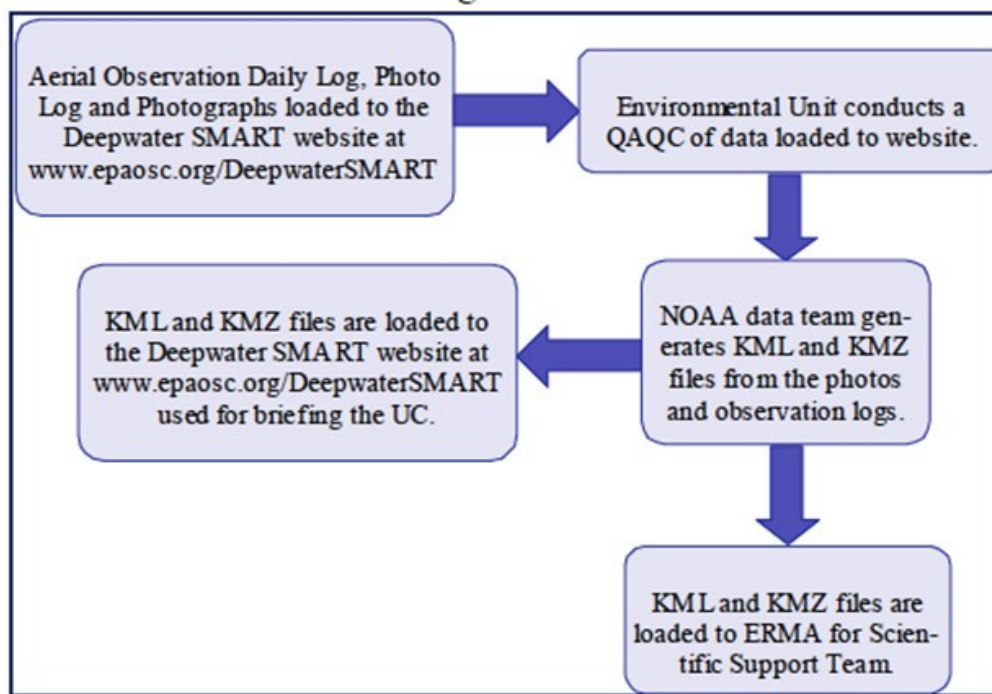 Aerial Observation Daily Log, Photo
Log and Photographs loaded to the
Deepwater SMART website at
www.epaosc.org/DeepwaterSMART
Environmental Unit conducts a
QAQC of data loaded to website.
NOAA data team gen-
erates KML and KMZ
files from the photos
and observation logs.
KML and KMZ files are loaded to
the Deepwater SMART website at
www.epaosc.org/DeepwaterSMART
used for briefing the UC.
KML and KMZ files are
loaded to ERMA for Scien-
tific Support Team.